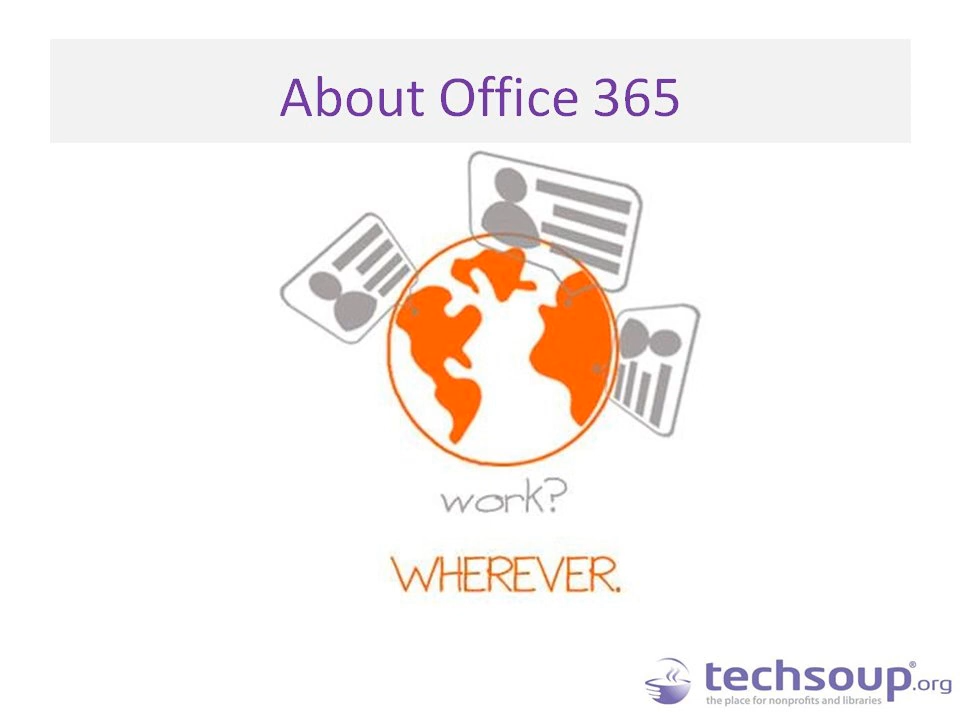 About Office 365
work?
WHEREVER.
techsoup®.org
the place for nonprofits and libraries